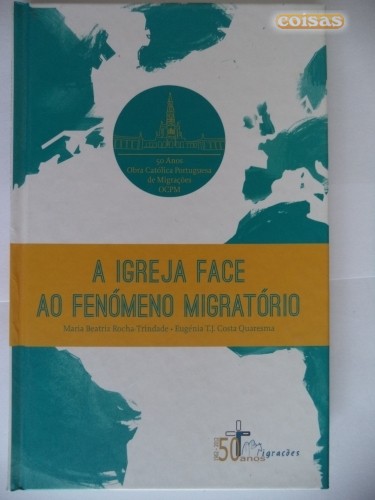 coisas
50 Anos
Obra Católica Portuguesa
de Migrações
OCPM
A IGREJA FACE
AO FENÓMENO MIGRATÓRIO
Maria Beatriz Rocha-Trindade • Eugénia T.J. Costa Quaresma
50 anos
Migrações